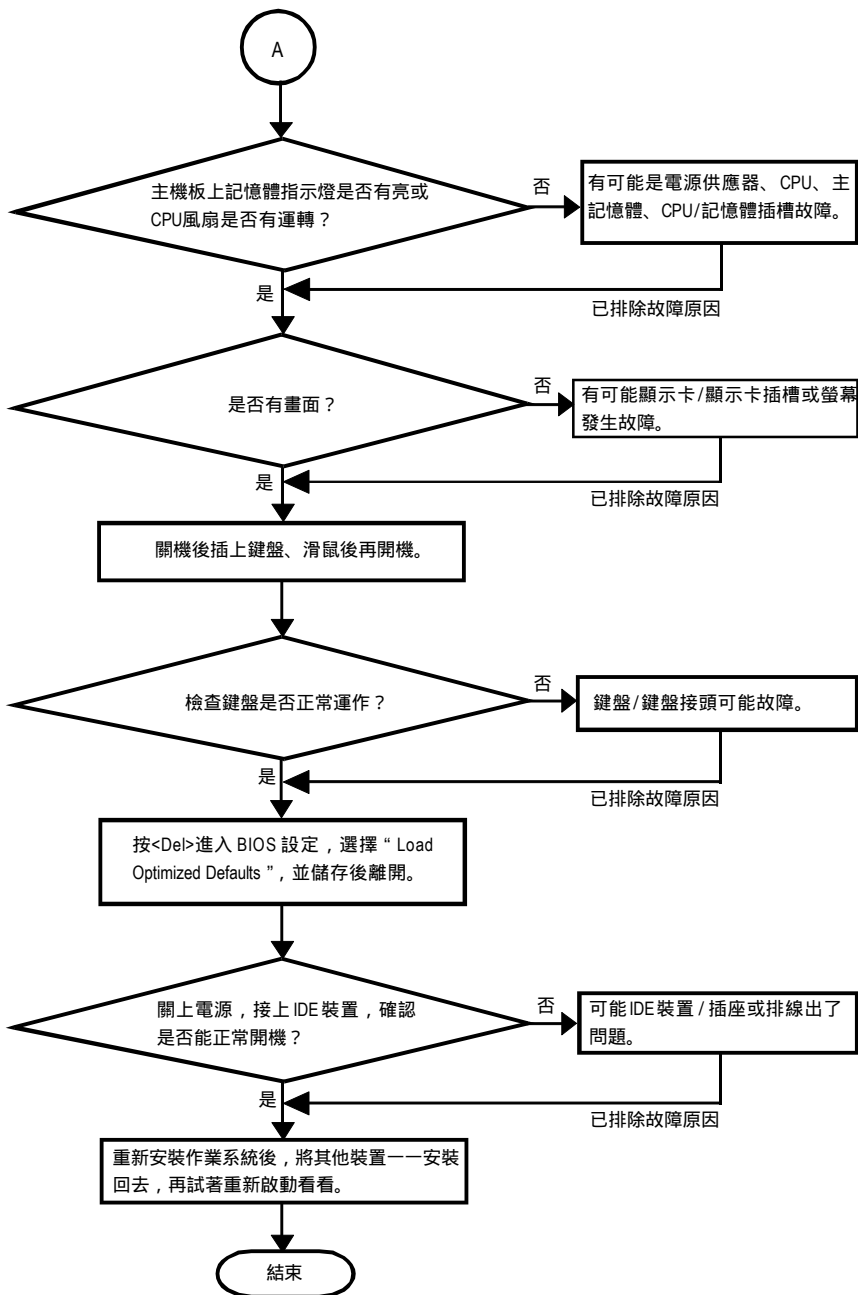 A
主機板上記憶體指示燈是否有亮或
CPU風扇是否有運轉？
否
有可能是電源供應器、CPU、主
記憶體、CPU/記憶體插槽故障。
是
已排除故障原因
是否有畫面？
否
有可能顯示卡/顯示卡插槽或螢幕
發生故障。
是
已排除故障原因
關機後插上鍵盤、滑鼠後再開機。
檢查鍵盤是否正常運作？
否
鍵盤/鍵盤接頭可能故障。
是
已排除故障原因
按<Del>進入 BIOS 設定，選擇 “ Load
Optimized Defaults ”，並儲存後離開。
關上電源，接上 IDE 裝置，確認
是否能正常開機？
否
可能IDE裝置 / 插座或排線出了
問題。
是
已排除故障原因
重新安裝作業系統後，將其他裝置一一安裝
回去，再試著重新啟動看看。
結束